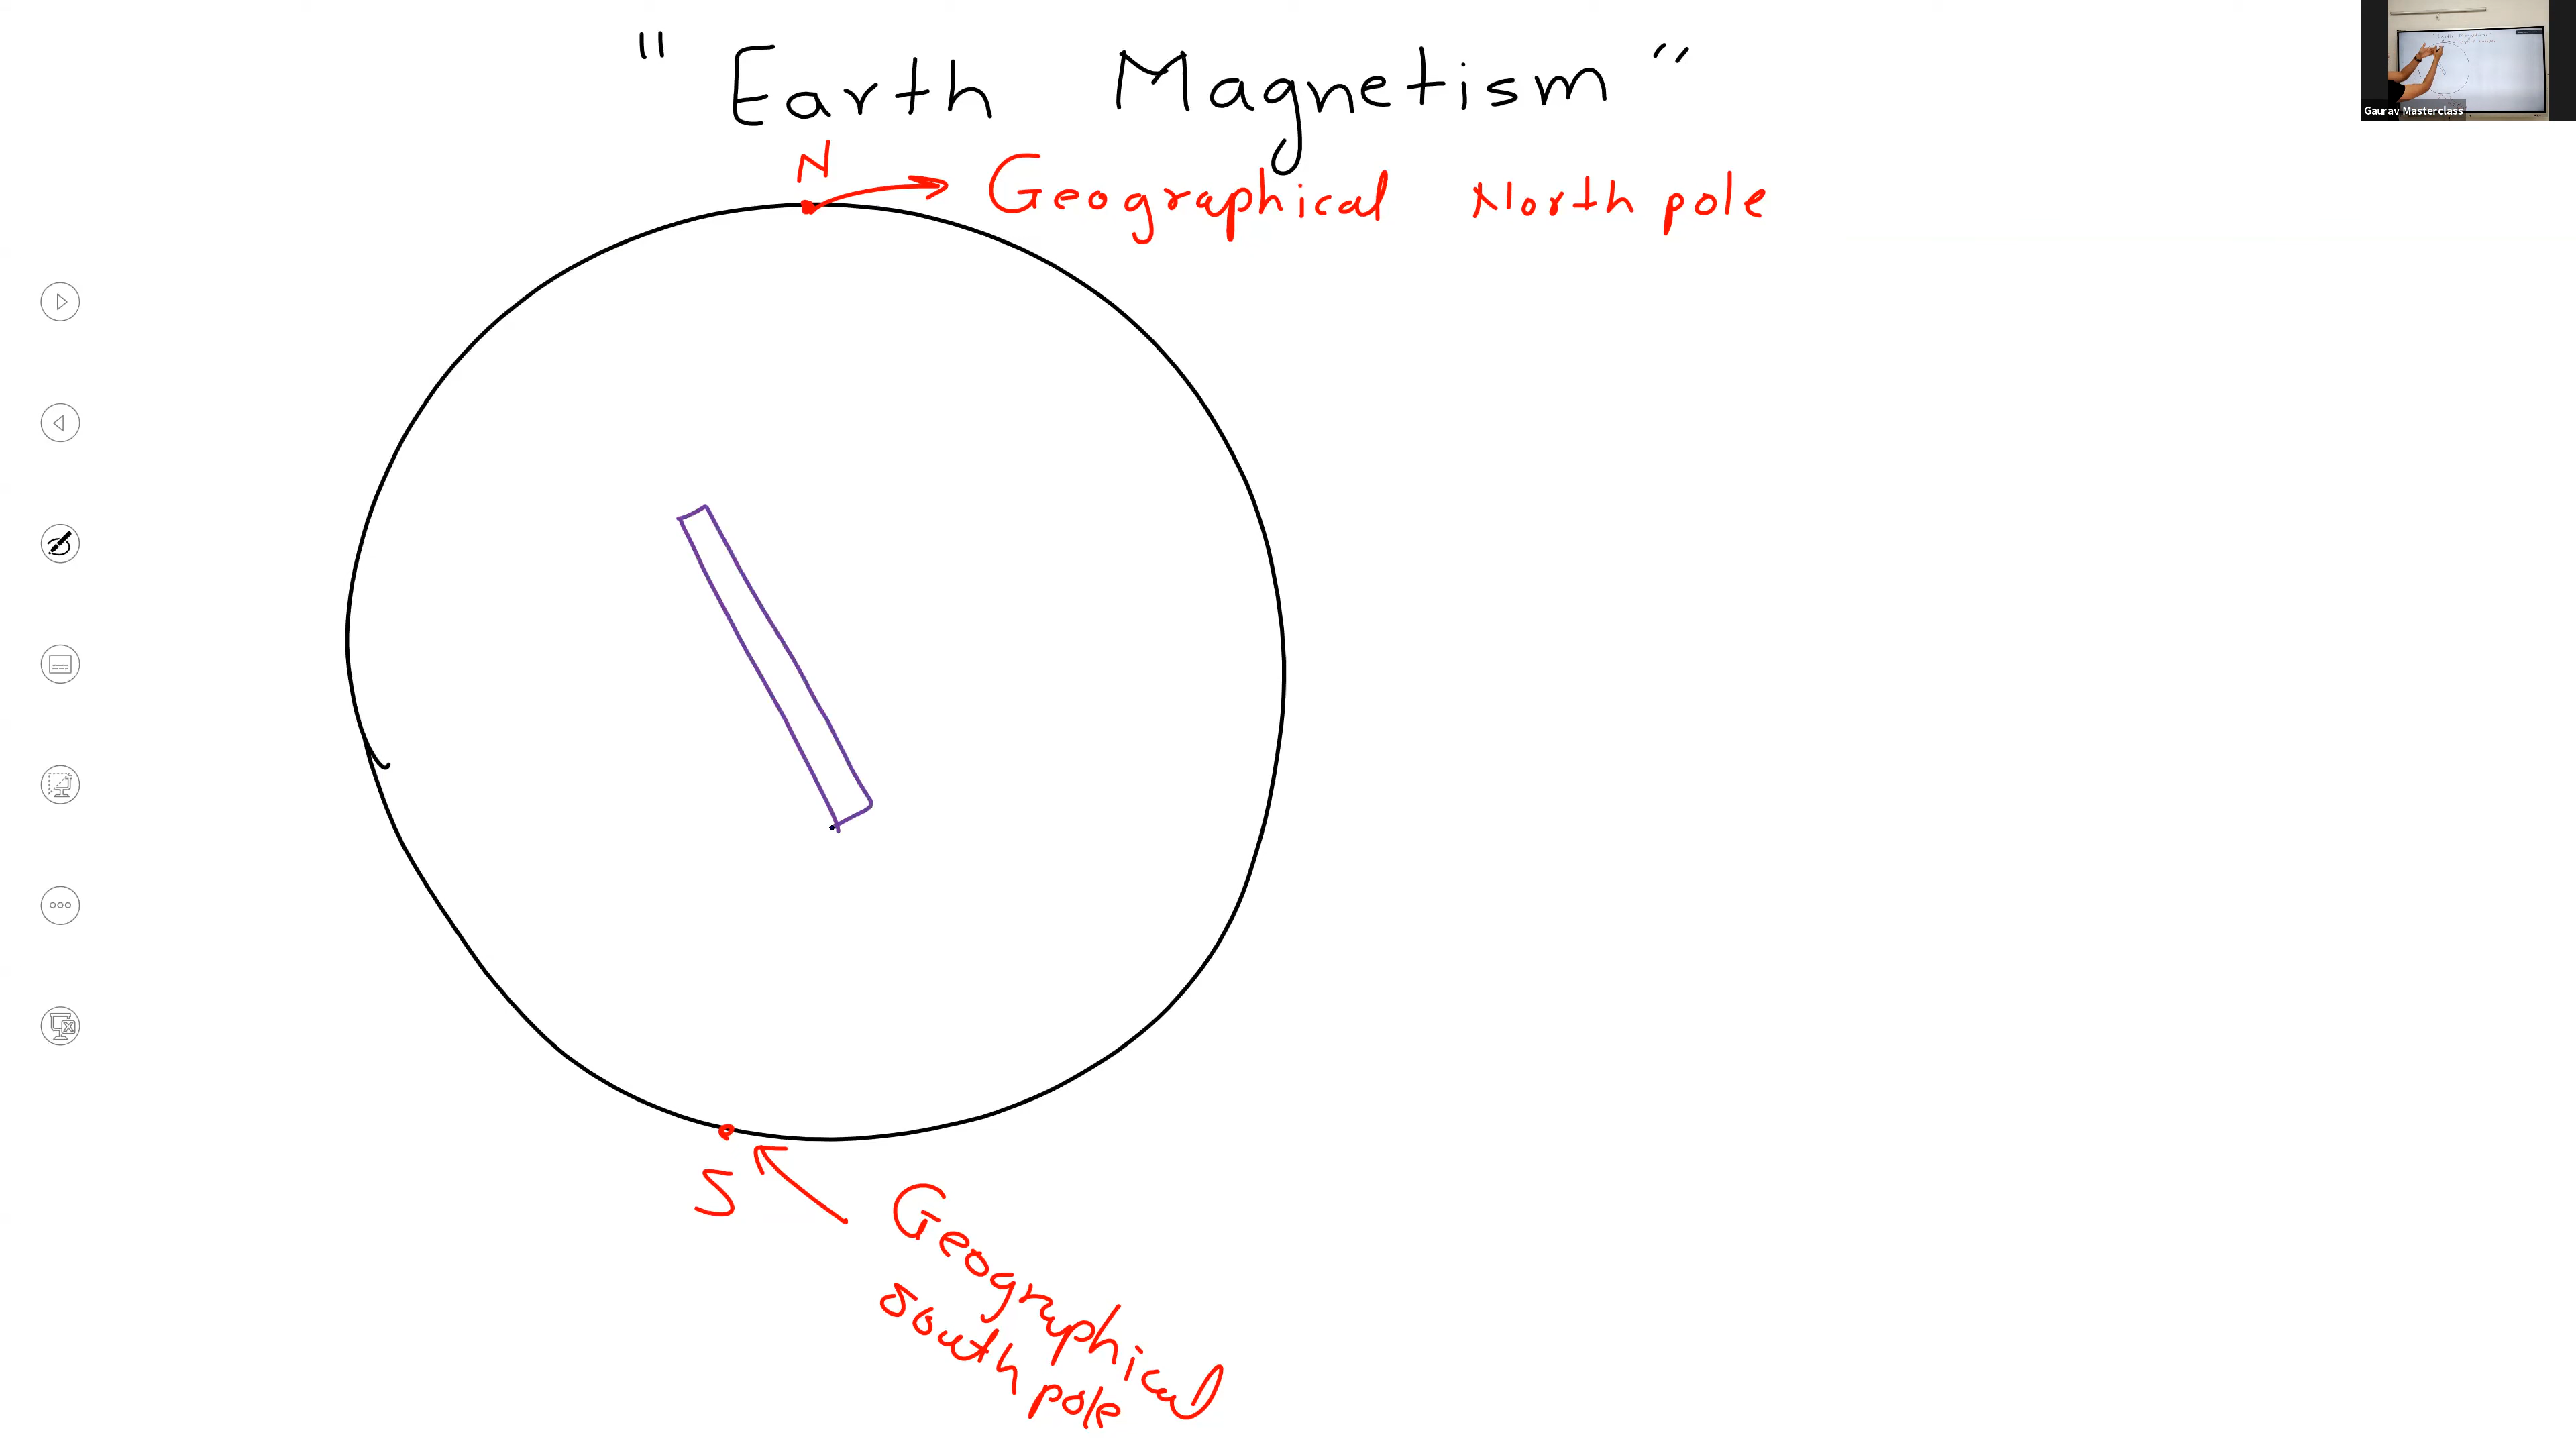 " Earth Magnetism "
N
Geographical North pole
S
Geographical
south pole
Gaurav Masterclass